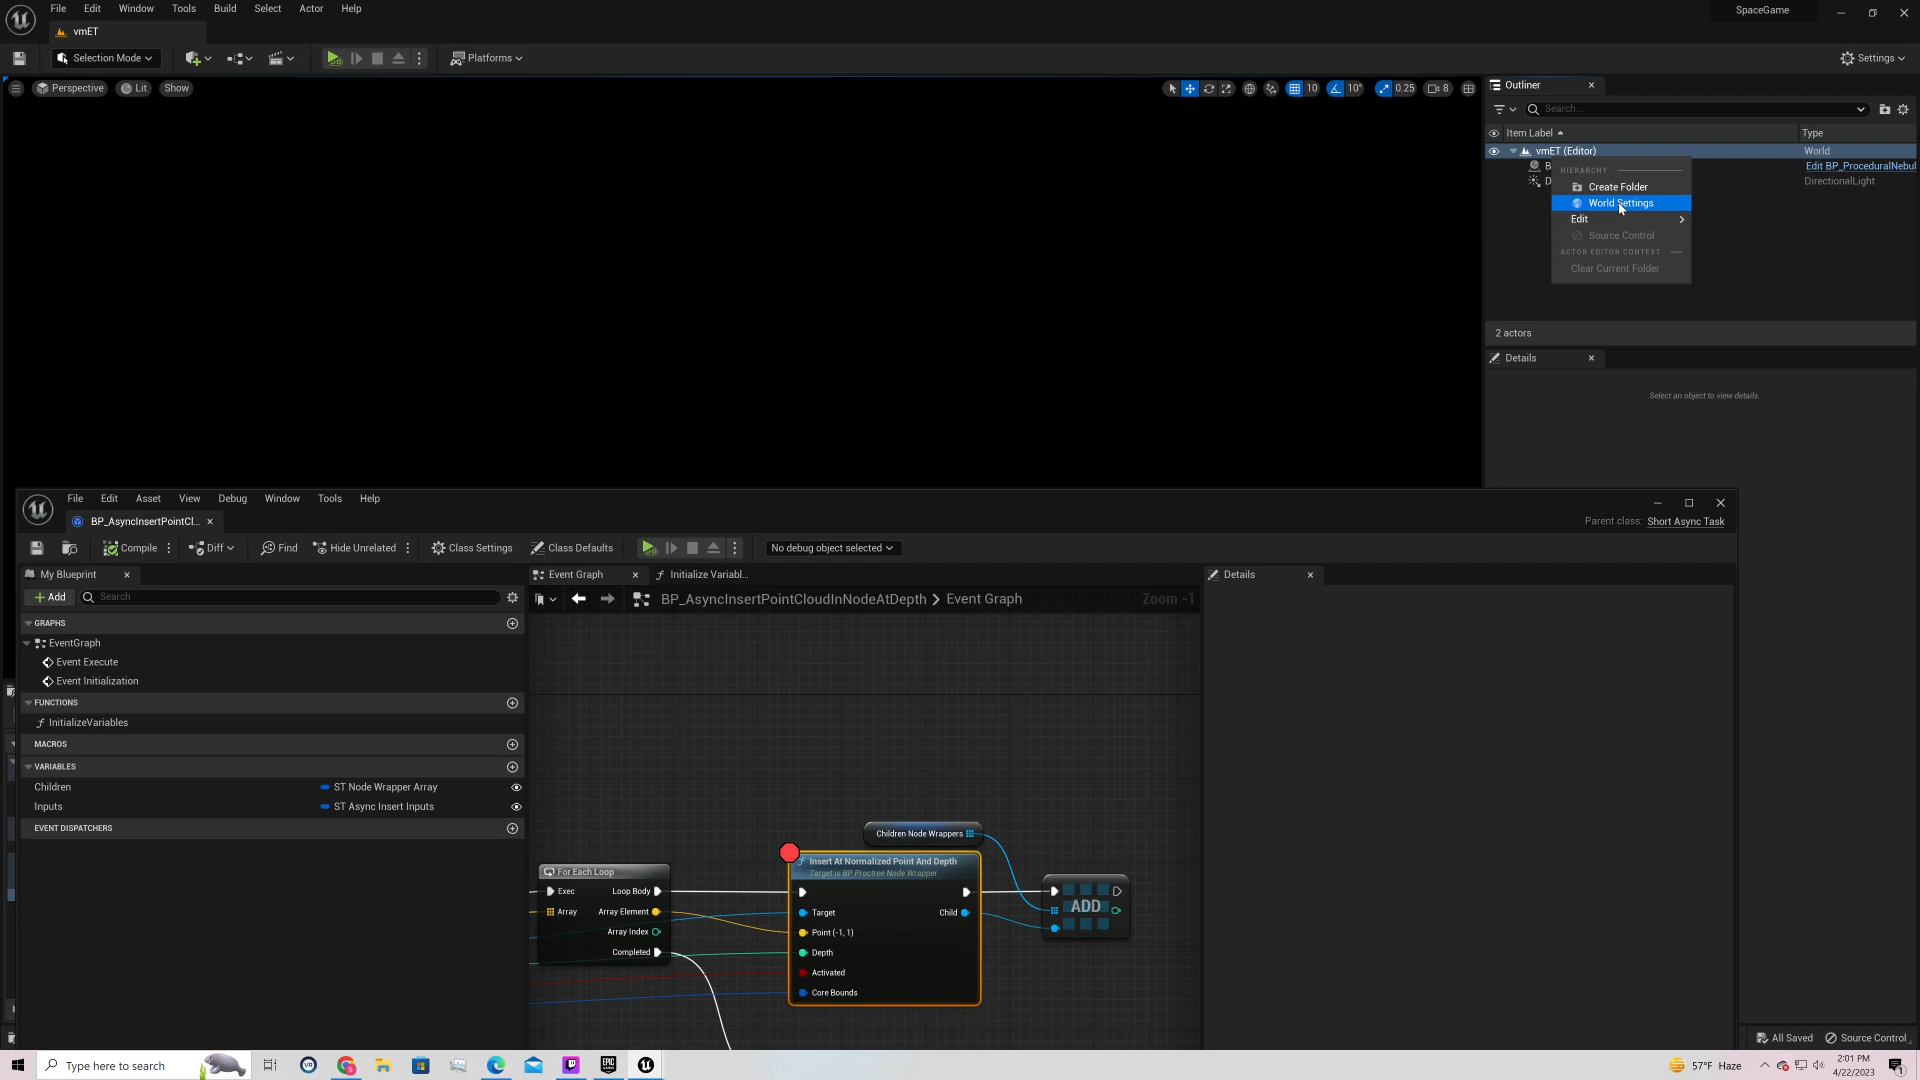 File Edit Window Tools Build Select Actor Help
SpaceGame
vmET
Selection Mode
Platforms
Settings
Perspective Lit Show
10 10° 0.25 8
Outliner
Search...
Item Label Type
vmET (Editor) World
B Edit BP_ProceduralNebul
D DirectionalLight
HIERARCHY
Create Folder
World Settings
Edit
Source Control
ACTOR EDITOR CONTEXT
Clear Current Folder
2 actors
Details
Select an object to view details.
File Edit Asset View Debug Window Tools Help
BP_AsyncInsertPointCl...
Parent class: Short Async Task
Compile Diff Find Hide Unrelated Class Settings Class Defaults No debug object selected
My Blueprint
Event Graph Initialize Variabl...
Details
Add Search
BP_AsyncInsertPointCloudInNodeAtDepth > Event Graph
Zoom -1
GRAPHS
EventGraph
Event Execute
Event Initialization
FUNCTIONS
InitializeVariables
MACROS
VARIABLES
Children ST Node Wrapper Array
Inputs ST Async Insert Inputs
EVENT DISPATCHERS
Children Node Wrappers
For Each Loop
Exec Loop Body
Array Array Element
Array Index
Completed
Insert At Normalized Point And Depth
Target is BP Proctree Node Wrapper
Target Child
Point (-1, 1)
Depth
Activated
Core Bounds
ADD
All Saved Source Control
Type here to search
VR
EPIC GAMES
57°F Haze
2:01 PM
4/22/2023
1